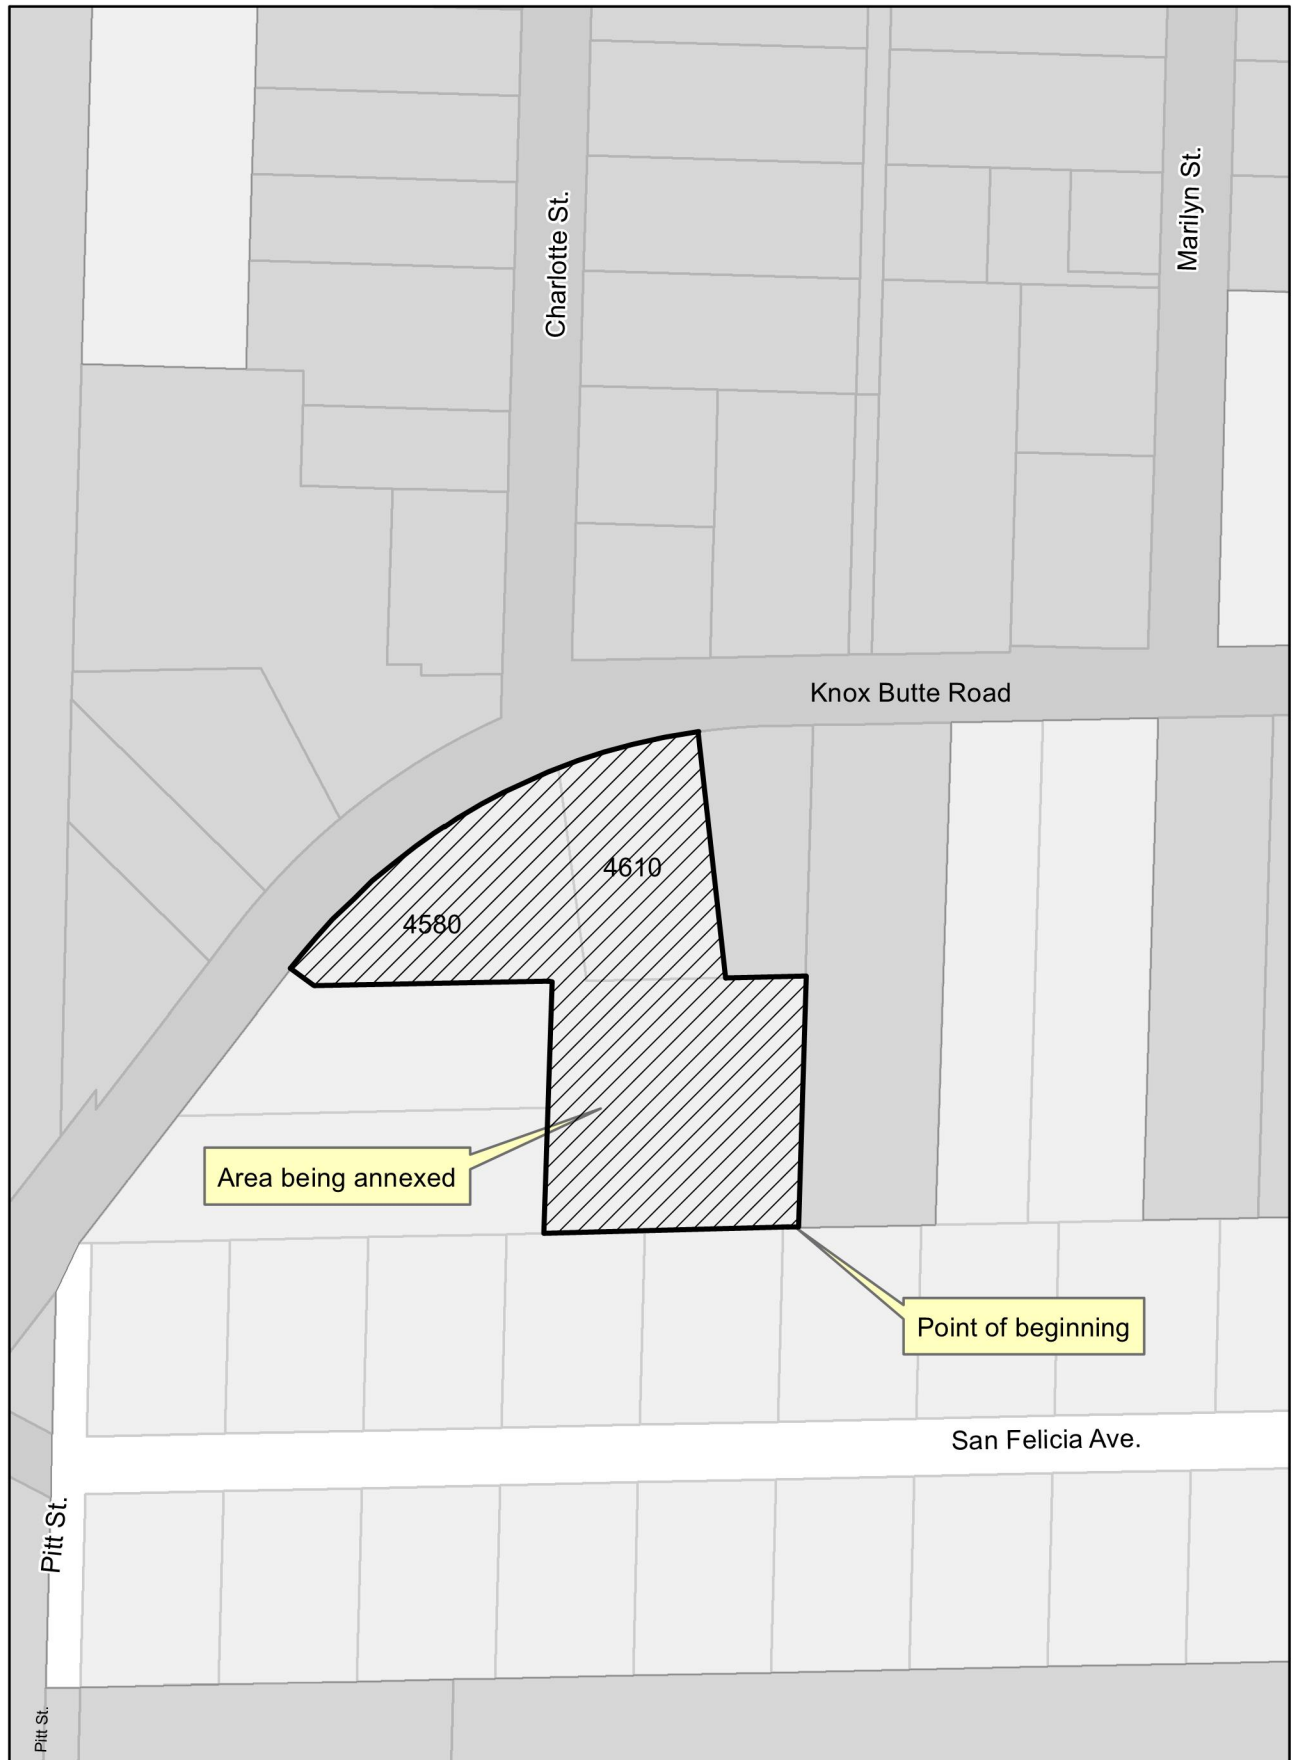 Charlotte St.
Marilyn St.
Knox Butte Road
4610
4580
Area being annexed
Point of beginning
San Felicia Ave.
Pitt St.
Pitt St.